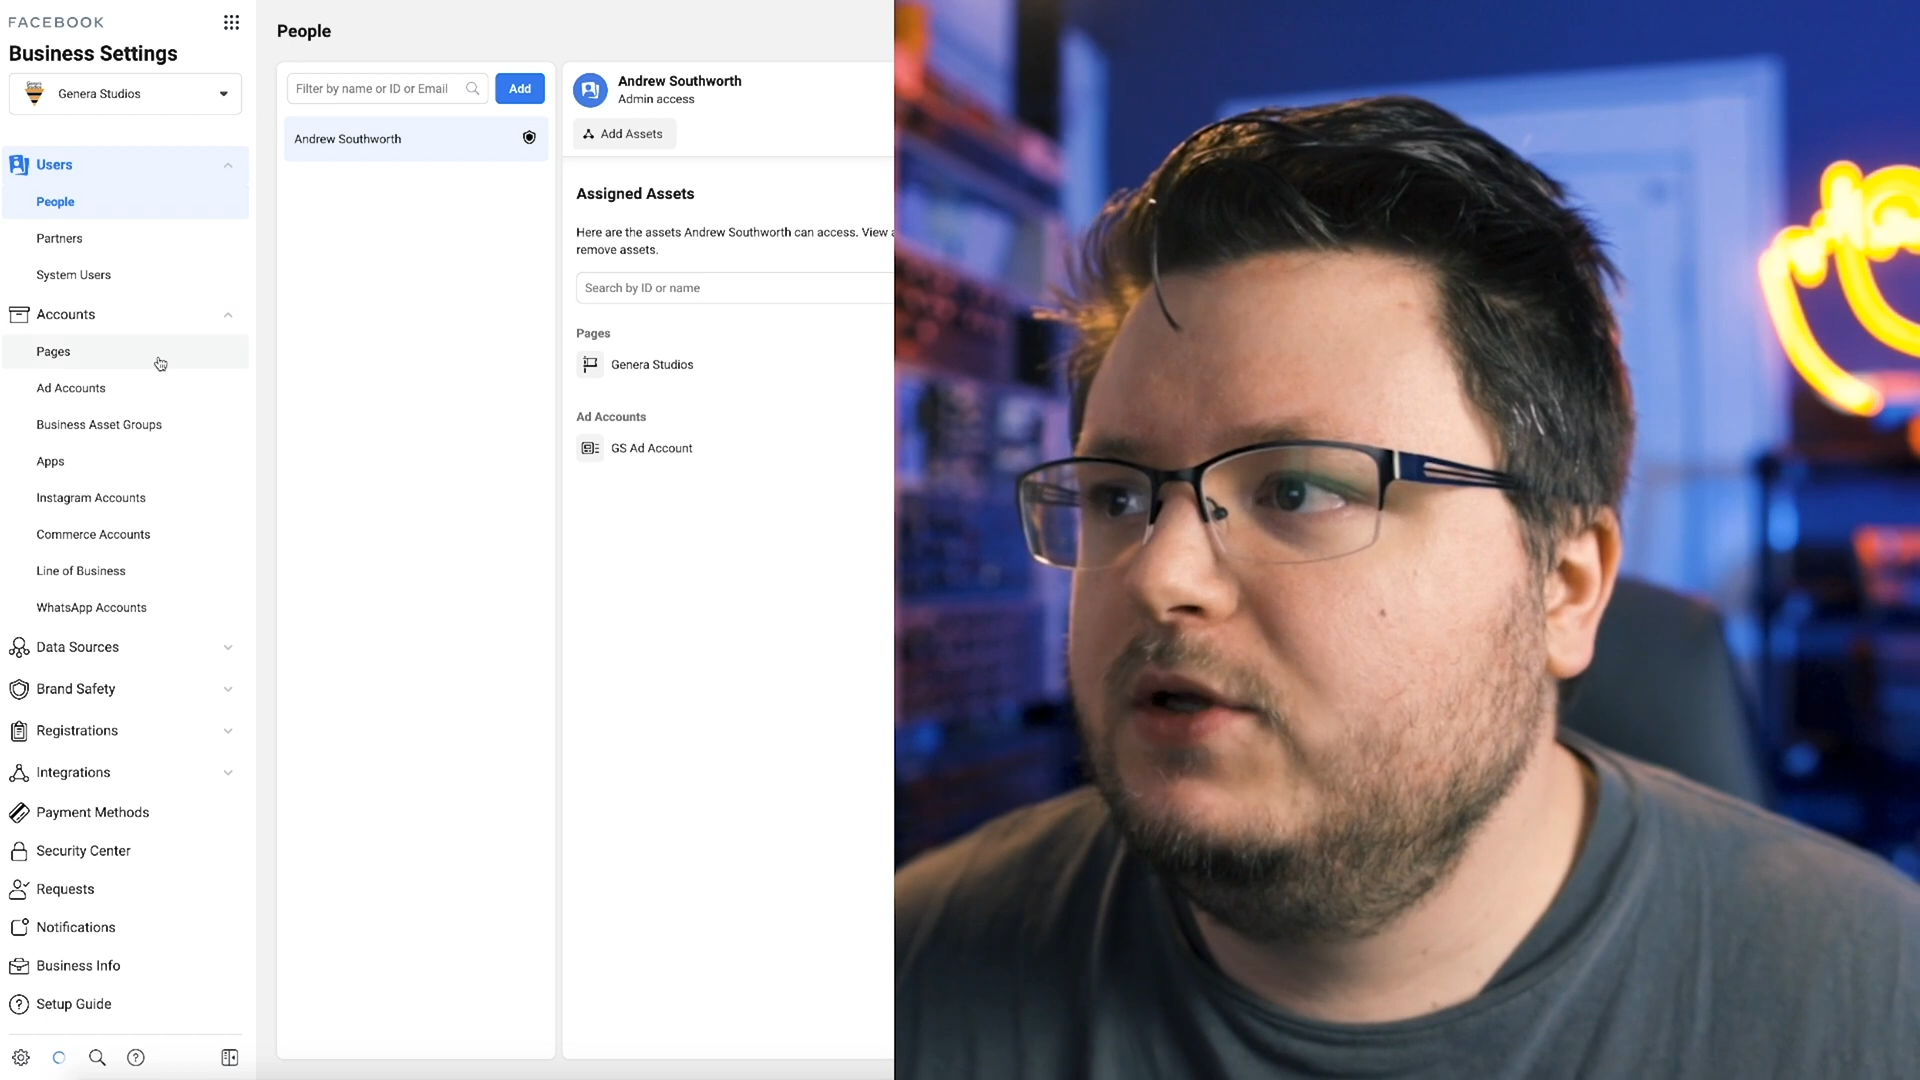 FACEBOOK
Business Settings
Genera Studios
Users
People
Partners
System Users
Accounts
Pages
Ad Accounts
Business Asset Groups
Apps
Instagram Accounts
Commerce Accounts
Line of Business
WhatsApp Accounts
Data Sources
Brand Safety
Registrations
Integrations
Payment Methods
Security Center
Requests
Notifications
Business Info
Setup Guide
People
Filter by name or ID or Email
Add
Andrew Southworth
Andrew Southworth
Admin access
Add Assets
Assigned Assets
Here are the assets Andrew Southworth can access. View
remove assets.
Search by ID or name
Pages
Genera Studios
Ad Accounts
GS Ad Account